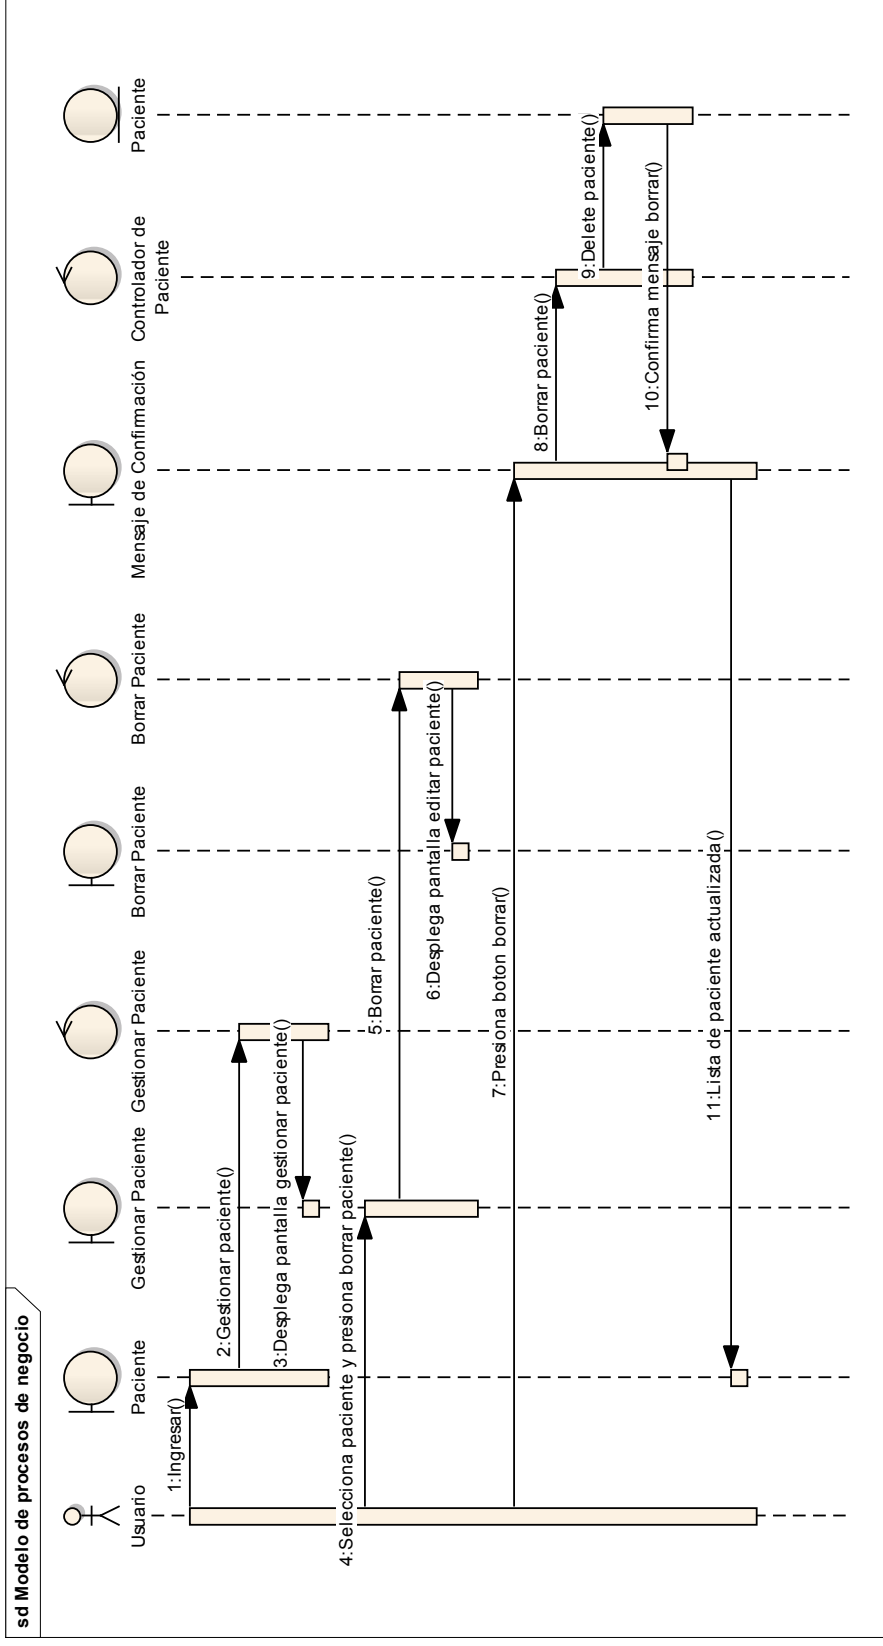 sd Modelo de procesos de negocio
Usuario
Paciente
Gestionar Paciente
Gestionar Paciente
Borrar Paciente
Borrar Paciente
Mensaje de Confirmación
Controlador de
Paciente
Paciente
1:Ingresar()
2:Gestionar paciente()
3:Desplega pantalla gestionar paciente()
4:Selecciona paciente y presiona borrar paciente()
5:Borrar paciente()
6:Desplega pantalla editar paciente()
7:Presiona boton borrar()
8:Borrar paciente()
9:Delete paciente()
10:Confirma mensaje borrar()
11:Lista de paciente actualizada()